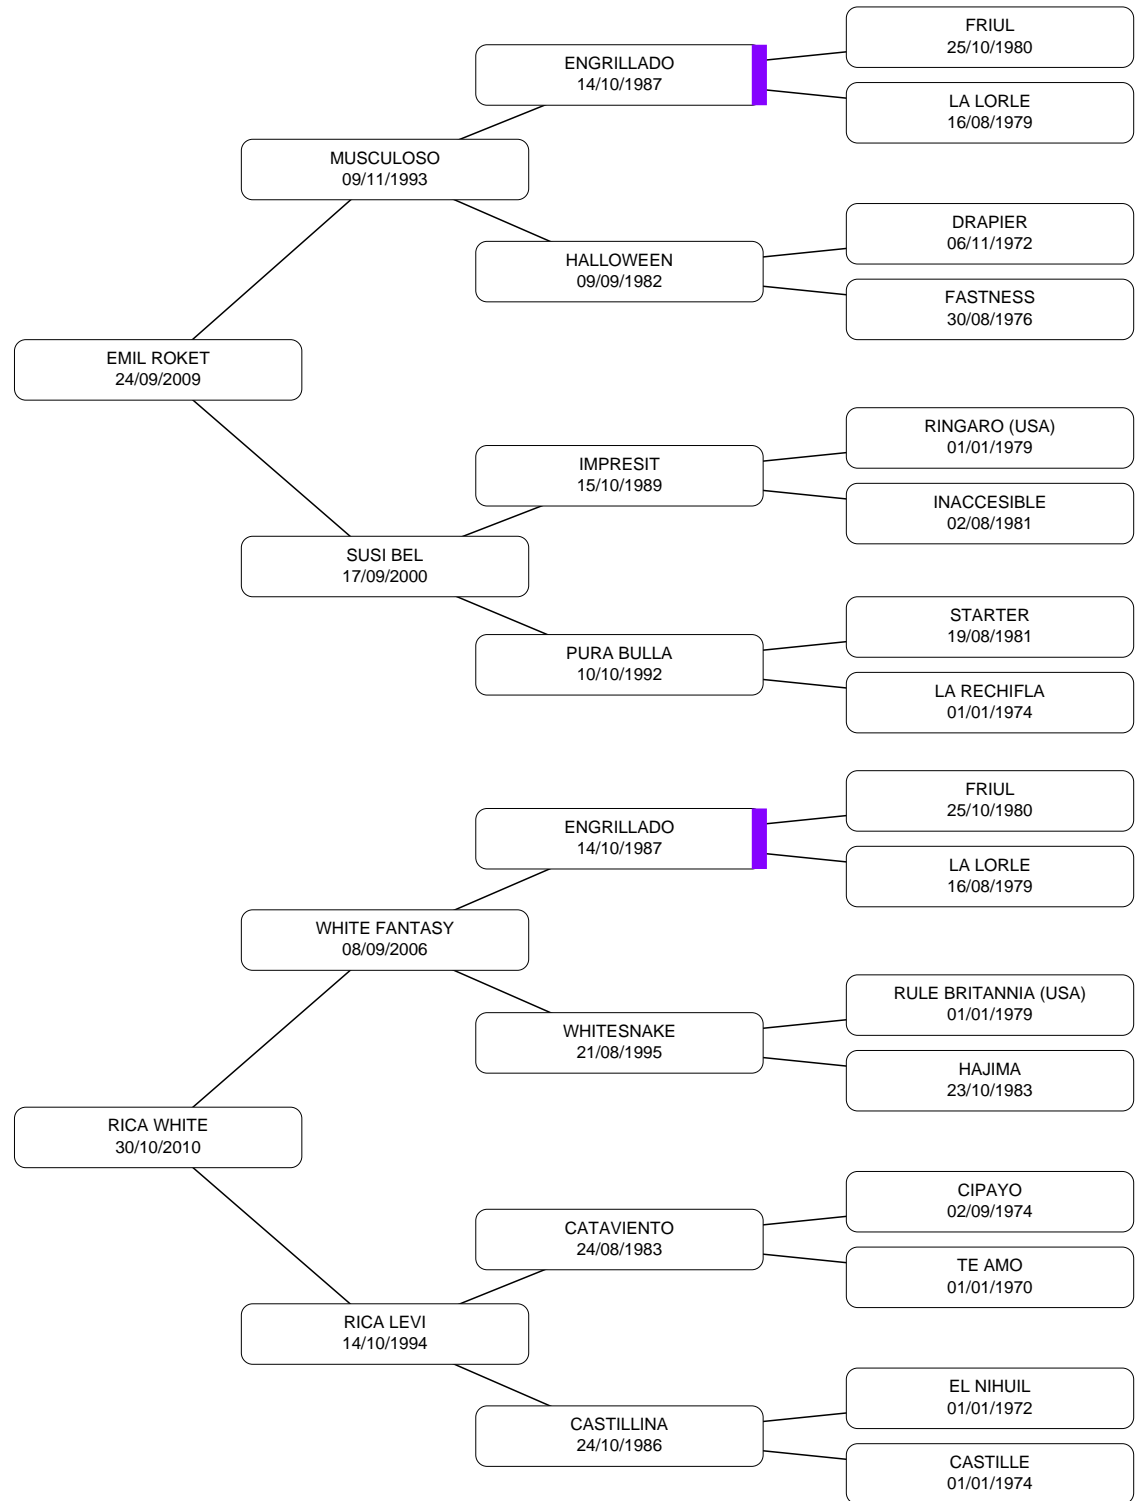 FRIUL
25/10/1980
ENGRILLADO
14/10/1987
LA LORLE
16/08/1979
MUSCULOSO
09/11/1993
DRAPIER
06/11/1972
HALLOWEEN
09/09/1982
FASTNESS
30/08/1976
EMIL ROKET
24/09/2009
RINGARO (USA)
01/01/1979
IMPRESIT
15/10/1989
INACCESIBLE
02/08/1981
SUSI BEL
17/09/2000
STARTER
19/08/1981
PURA BULLA
10/10/1992
LA RECHIFLA
01/01/1974
FRIUL
25/10/1980
ENGRILLADO
14/10/1987
LA LORLE
16/08/1979
WHITE FANTASY
08/09/2006
RULE BRITANNIA (USA)
01/01/1979
WHITESNAKE
21/08/1995
HAJIMA
23/10/1983
RICA WHITE
30/10/2010
CIPAYO
02/09/1974
CATAVIENTO
24/08/1983
TE AMO
01/01/1970
RICA LEVI
14/10/1994
EL NIHUIL
01/01/1972
CASTILLINA
24/10/1986
CASTILLE
01/01/1974